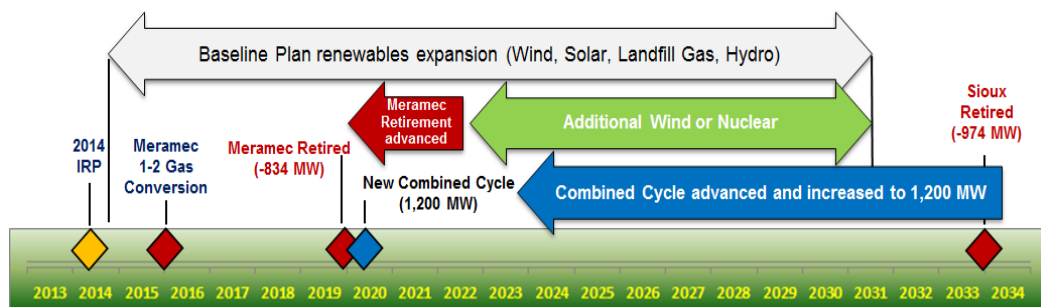 Baseline Plan renewables expansion (Wind, Solar, Landfill Gas, Hydro)
Meramec
Retirement
advanced
Additional Wind or Nuclear
Sioux
Retired
(-974 MW)
2014
IRP
Meramec
1-2 Gas
Conversion
Meramec Retired
(-834 MW)
New Combined Cycle
(1,200 MW)
Combined Cycle advanced and increased to 1,200 MW
2013 2014 2015 2016 2017 2018 2019 2020 2021 2022 2023 2024 2025 2026 2027 2028 2029 2030 2031 2032 2033 2034